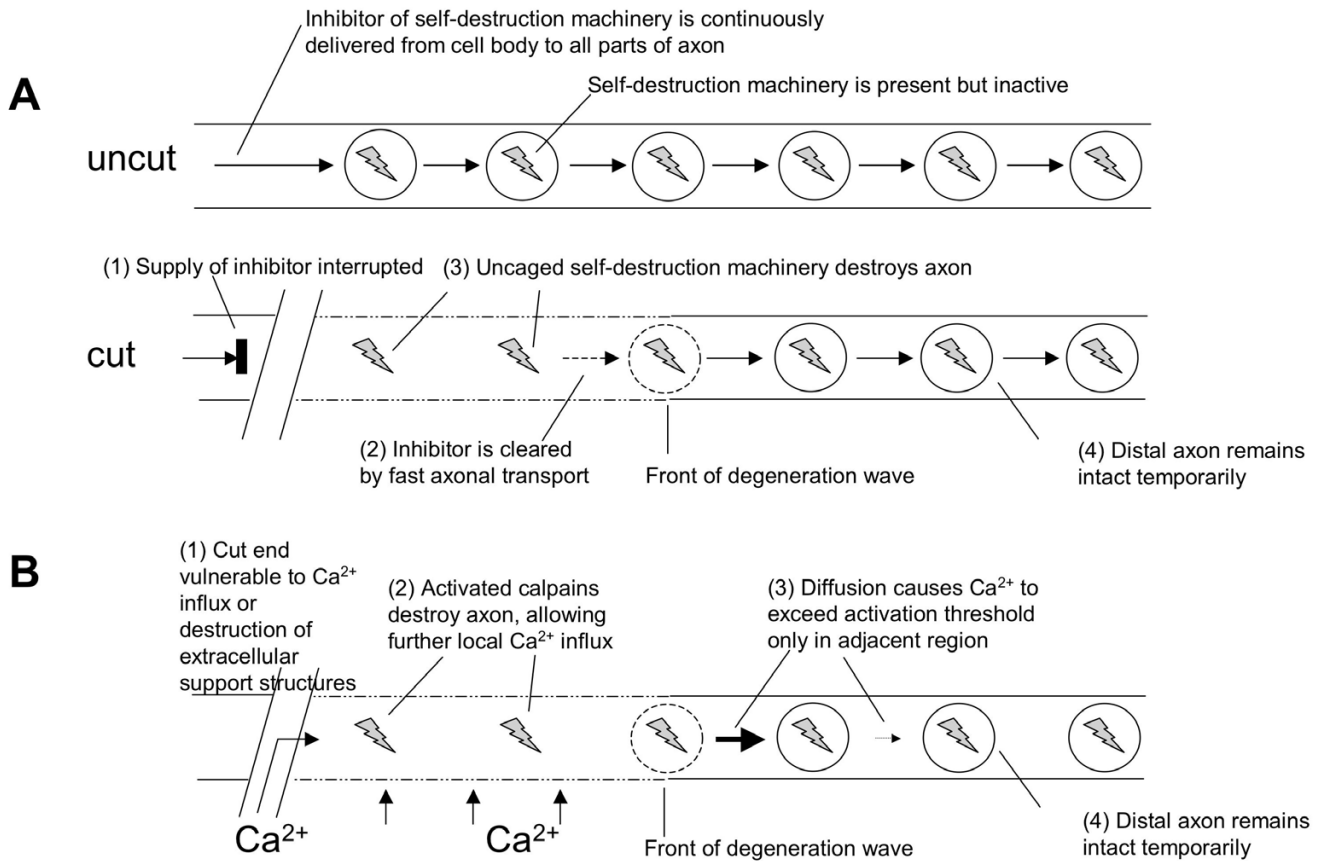 Inhibitor of self-destruction machinery is continuously
delivered from cell body to all parts of axon
A
Self-destruction machinery is present but inactive
uncut
(1) Supply of inhibitor interrupted
(3) Uncaged self-destruction machinery destroys axon
cut
(2) Inhibitor is cleared
by fast axonal transport
Front of degeneration wave
(4) Distal axon remains
intact temporarily
B
(1) Cut end
vulnerable to Ca²⁺
influx or
destruction of
extracellular
support structures
(2) Activated calpains
destroy axon, allowing
further local Ca²⁺ influx
(3) Diffusion causes Ca²⁺ to
exceed activation threshold
only in adjacent region
Ca²⁺
Ca²⁺
Front of degeneration wave
(4) Distal axon remains
intact temporarily